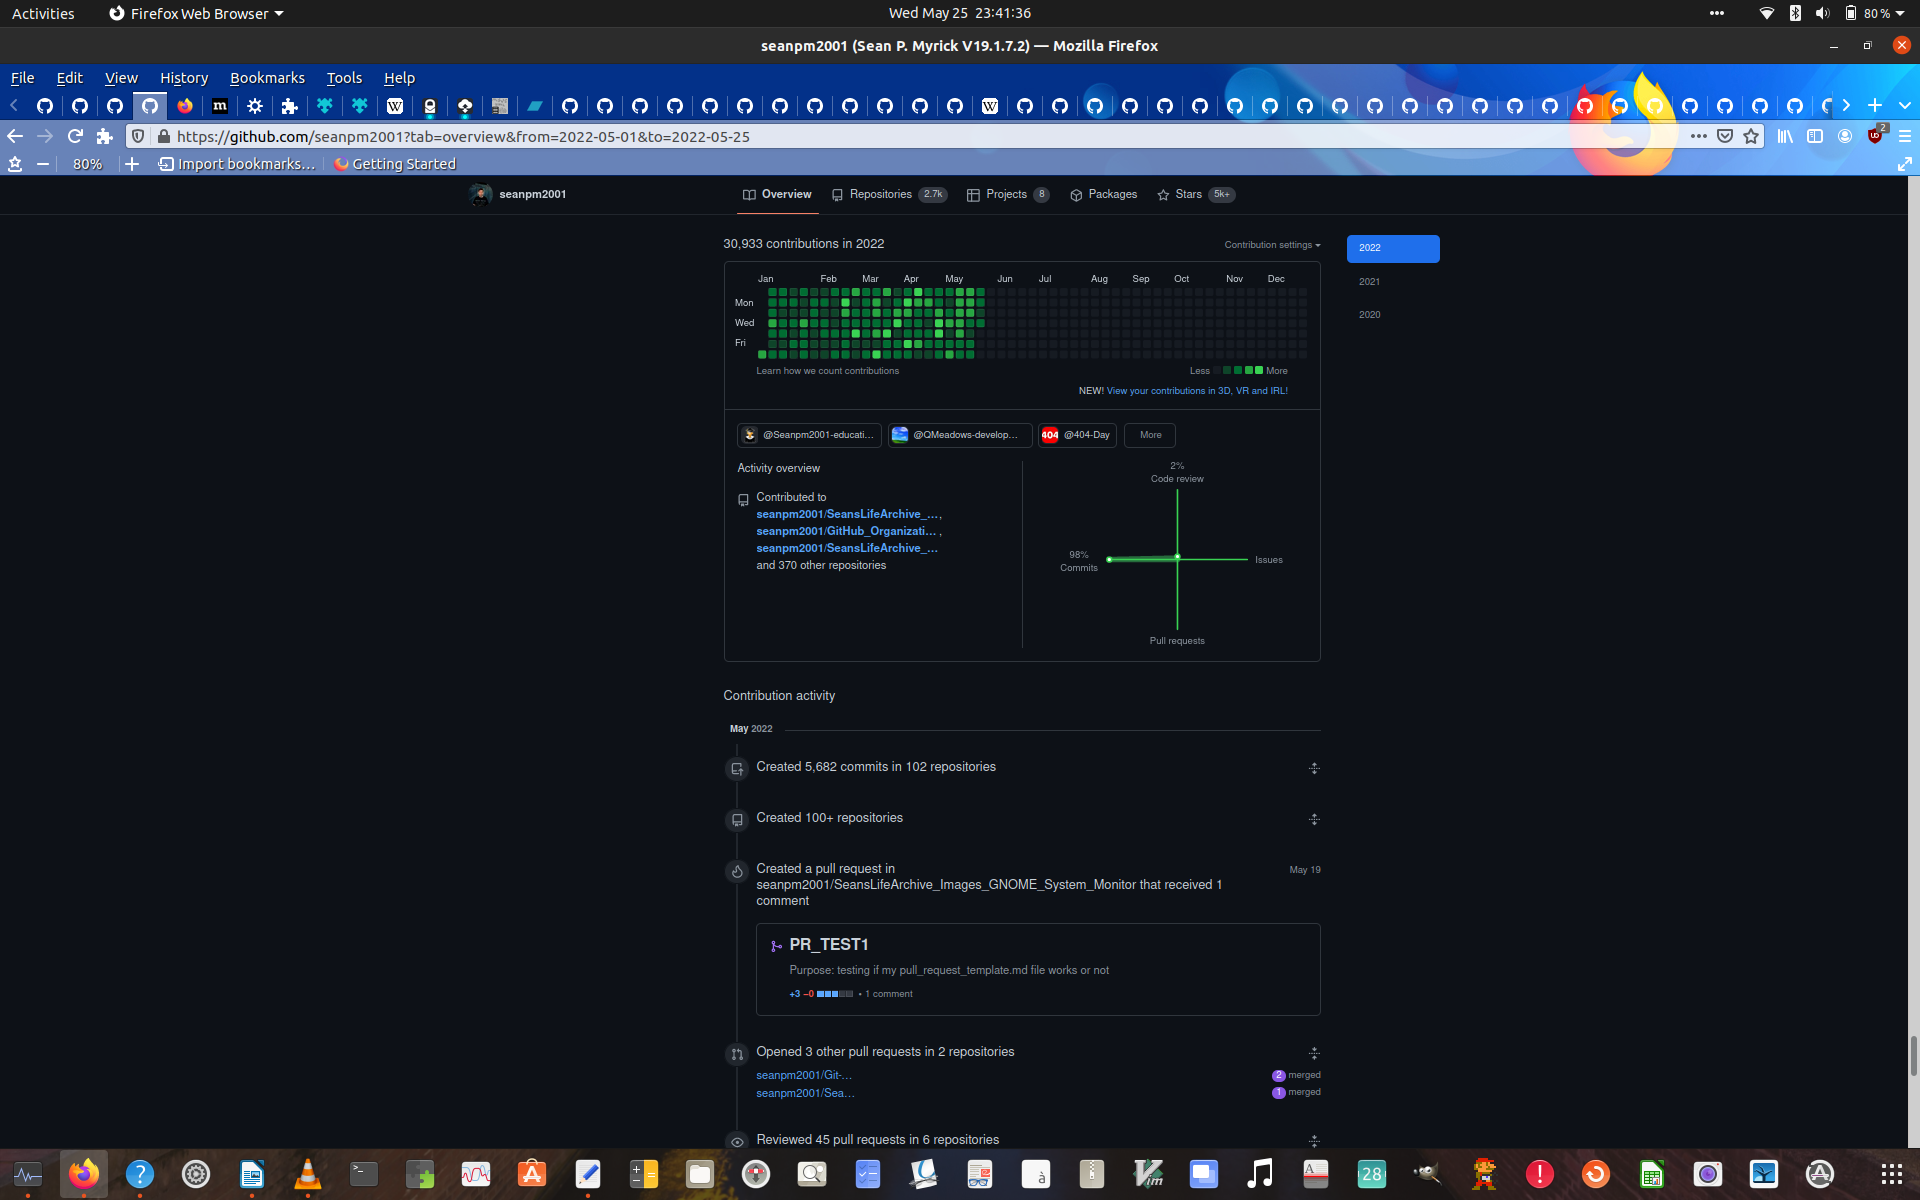 Activities
Firefox Web Browser
Wed May 25 23:41:36
80 %
seanpm2001 (Sean P. Myrick V19.1.7.2) — Mozilla Firefox
File Edit View History Bookmarks Tools Help
https://github.com/seanpm2001?tab=overview&from=2022-05-01&to=2022-05-25
2
80%
Import bookmarks...
Getting Started
seanpm2001
Overview
Repositories 2.7k
Projects 8
Packages
Stars 5k+
30,933 contributions in 2022
Contribution settings
2022
2021
2020
Jan Feb Mar Apr May Jun Jul Aug Sep Oct Nov Dec
Mon
Wed
Fri
Learn how we count contributions
Less More
NEW! View your contributions in 3D, VR and IRL!
@Seanpm2001-educati...
@QMeadows-develop...
404 @404-Day
More
Activity overview
Contributed to
seanpm2001/SeansLifeArchive_...,
seanpm2001/GitHub_Organizati... ,
seanpm2001/SeansLifeArchive_...
and 370 other repositories
2%
Code review
98%
Commits
Issues
Pull requests
Contribution activity
May 2022
Created 5,682 commits in 102 repositories
Created 100+ repositories
Created a pull request in
seanpm2001/SeansLifeArchive_Images_GNOME_System_Monitor that received 1
comment
May 19
PR_TEST1
Purpose: testing if my pull_request_template.md file works or not
+3 −0 • 1 comment
Opened 3 other pull requests in 2 repositories
seanpm2001/Git-...
2 merged
seanpm2001/Sea...
1 merged
Reviewed 45 pull requests in 6 repositories
28